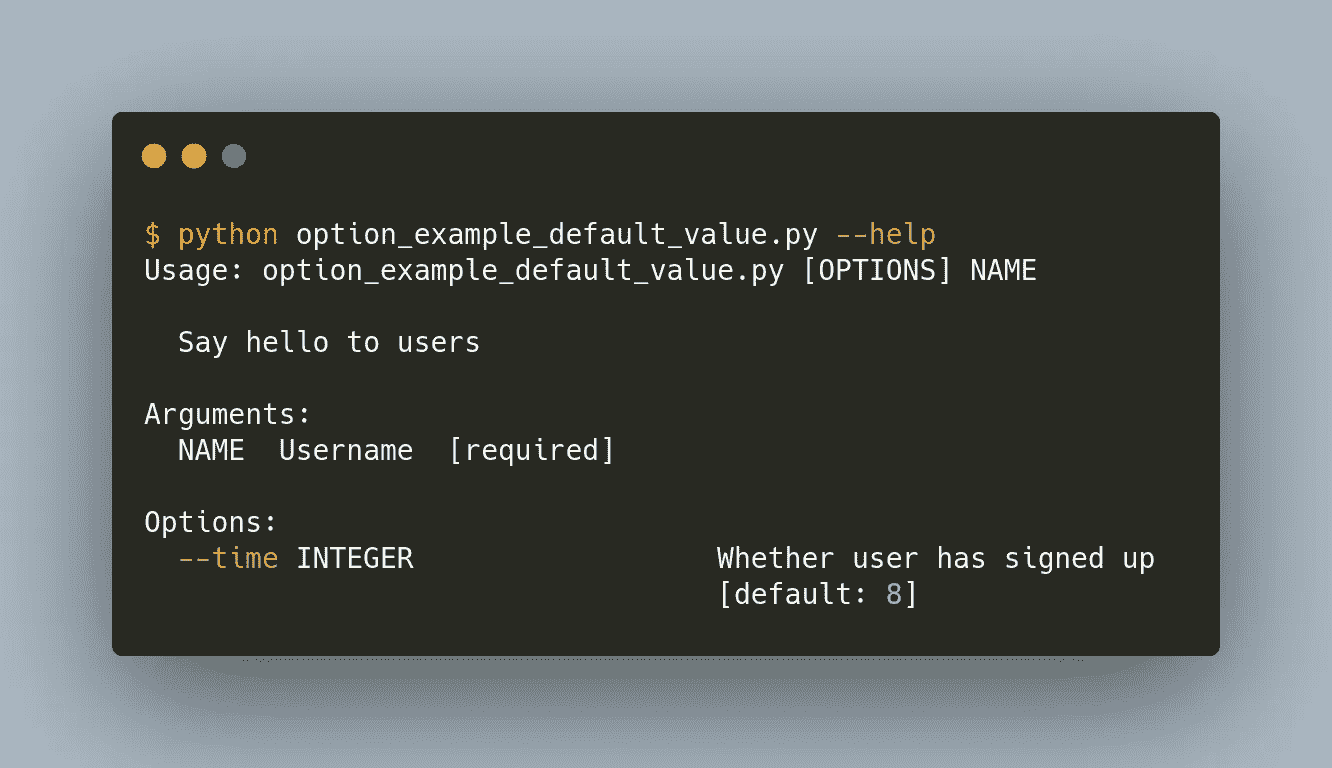 $ python option_example_default_value.py --help
Usage: option_example_default_value.py [OPTIONS] NAME
Say hello to users
Arguments:
NAME  Username  [required]
Options:
--time INTEGER                  Whether user has signed up
[default: 8]